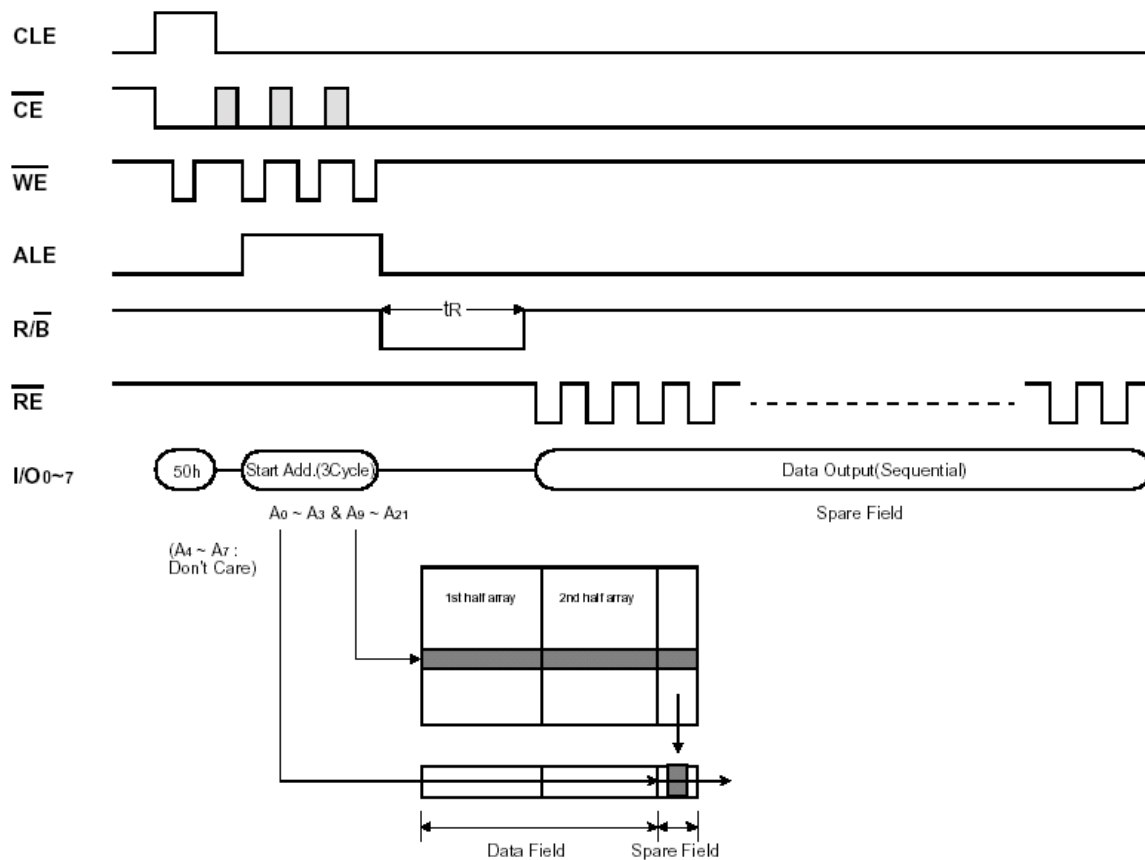 CLE
CE
WE
ALE
R/B
tR
RE
I/O0~7
50h
Start Add.(3Cycle)
Data Output(Sequential)
A0 ~ A3 & A9 ~ A21
Spare Field
(A4 ~ A7 :
Don't Care)
1st half array
2nd half array
Data Field
Spare Field